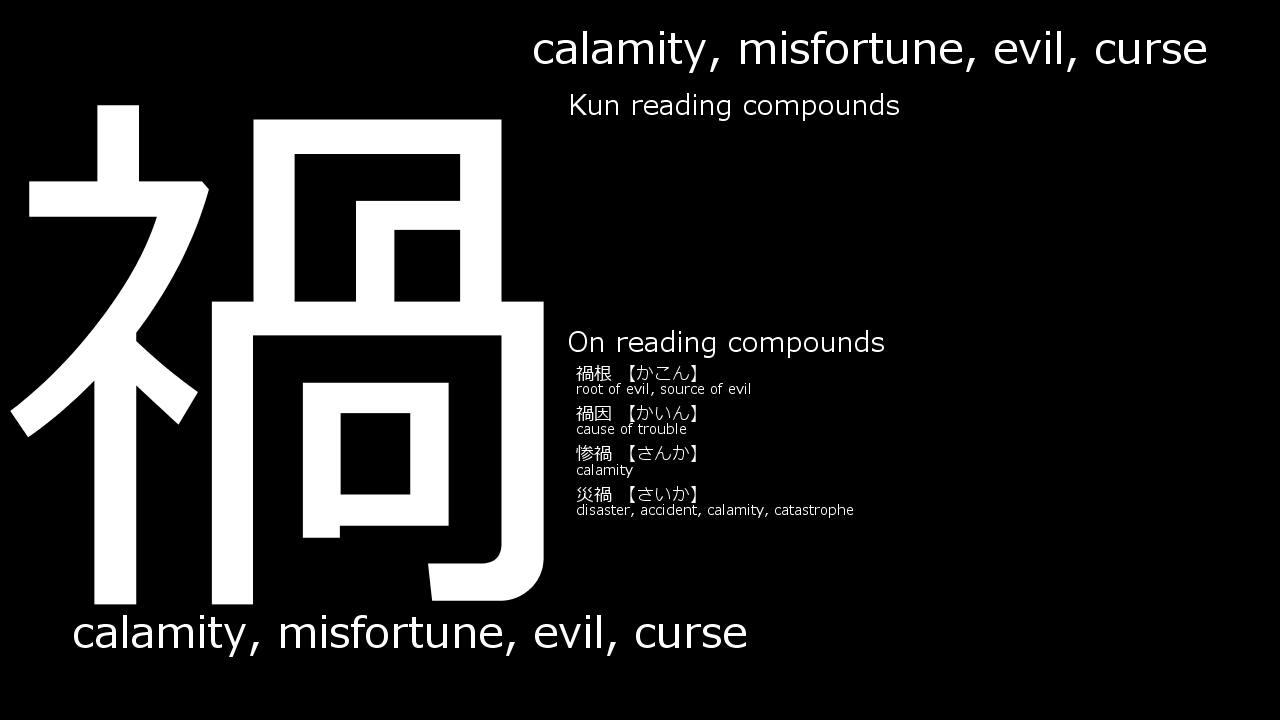 calamity, misfortune, evil, curse
Kun reading compounds
禍
On reading compounds
禍根 【かこん】
root of evil, source of evil
禍因 【かいん】
cause of trouble
惨禍 【さんか】
calamity
災禍 【さいか】
disaster, accident, calamity, catastrophe
calamity, misfortune, evil, curse